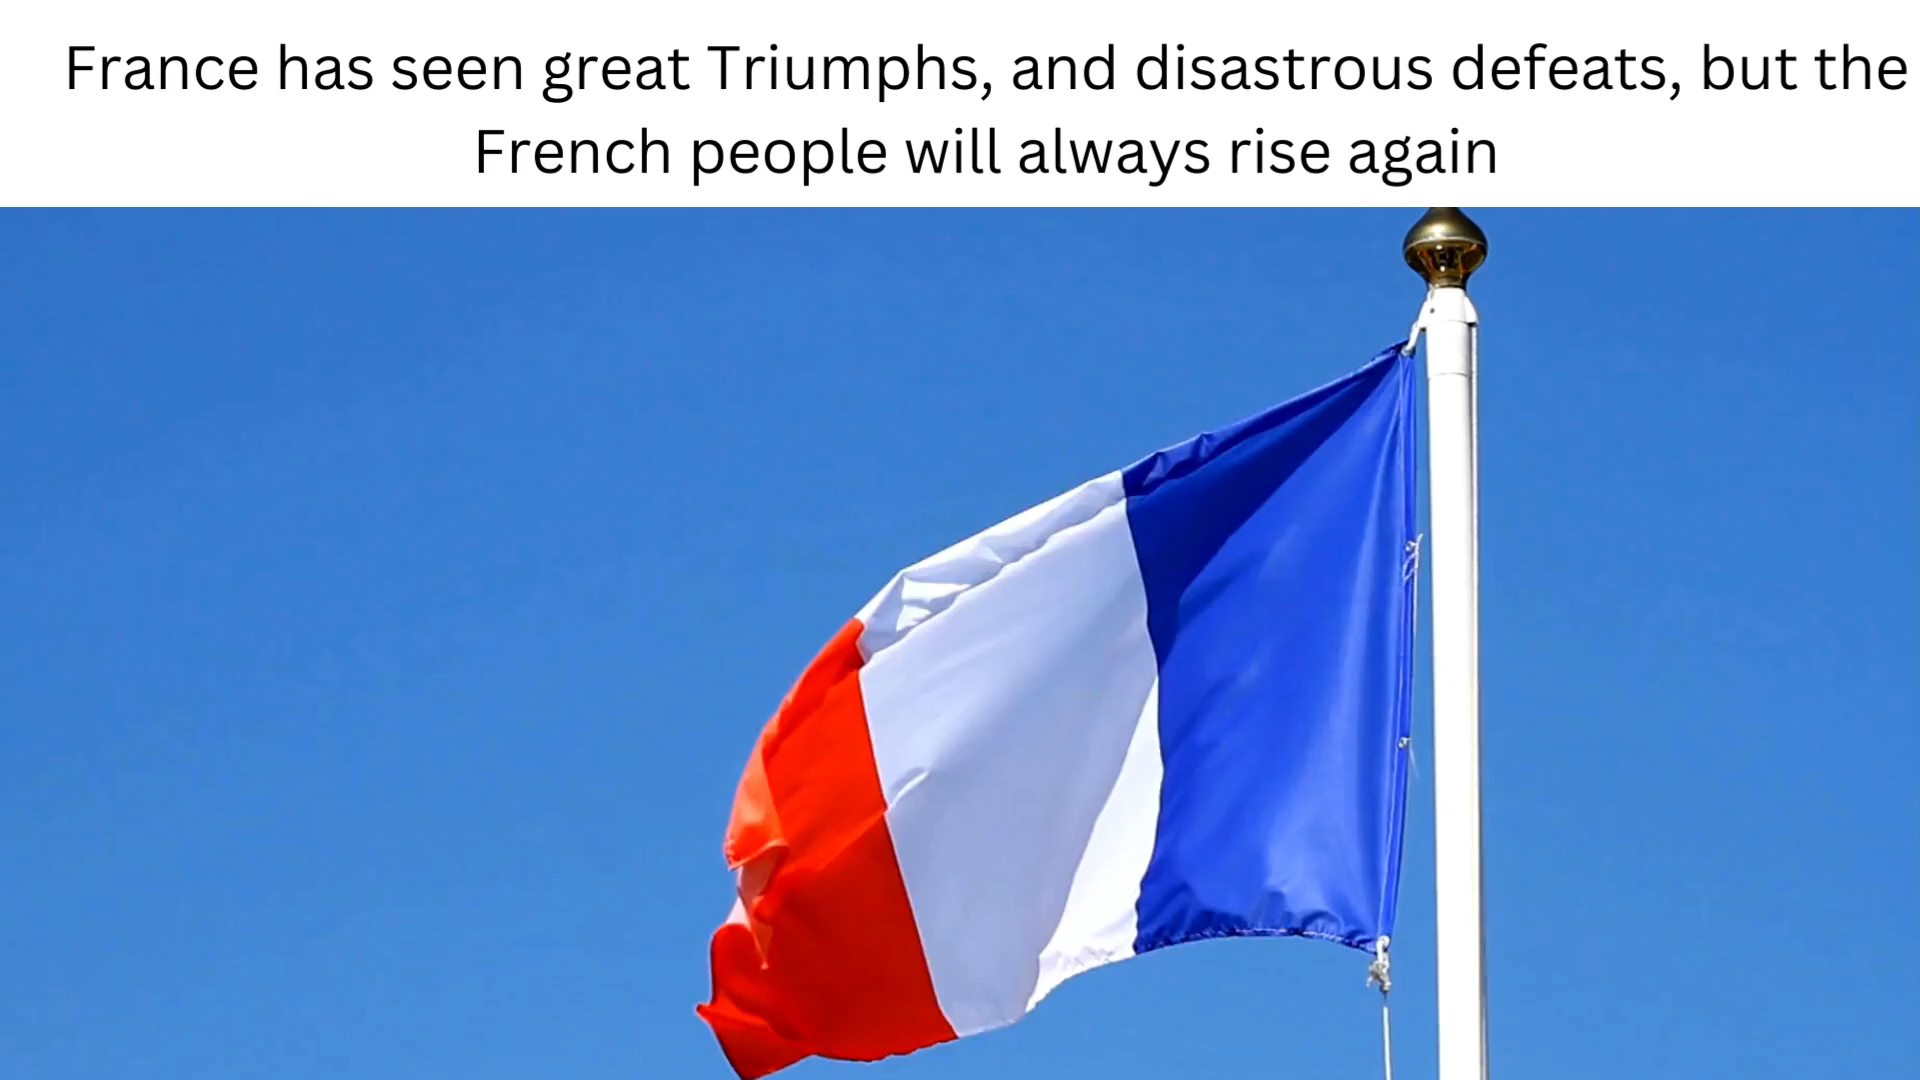 France has seen great Triumphs, and disastrous defeats, but the
French people will always rise again